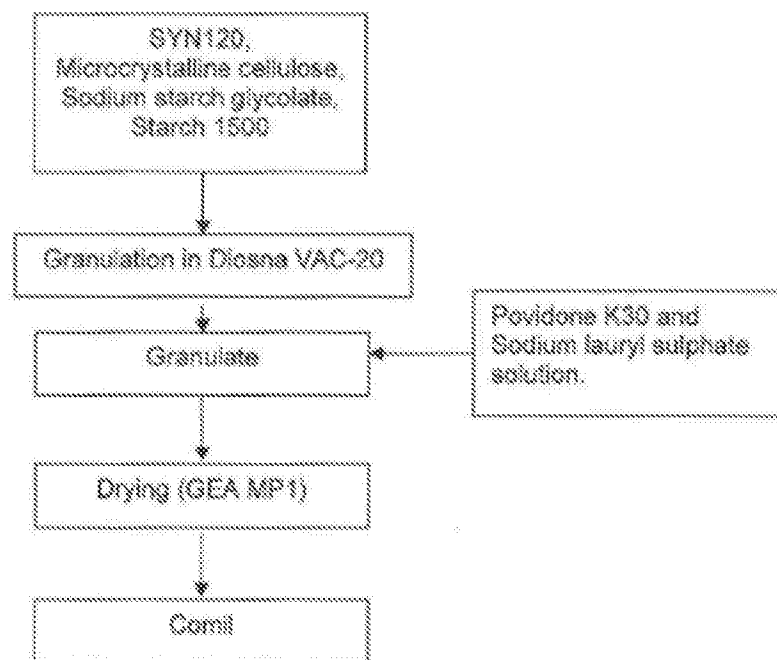 SYN120,
Microcrystalline cellulose,
Sodium starch glycolate,
Starch 1500
Granulation in Diosna VAC-20
Granulate
Povidone K30 and
Sodium lauryl sulphate
solution.
Drying (GEA MP1)
Comil